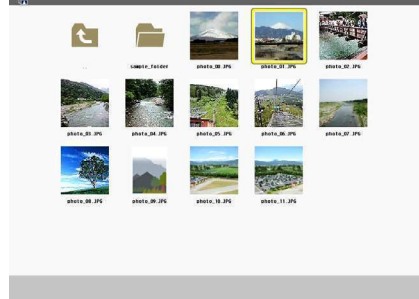 ..
sample_folder
photo_00.JPG
photo_01.JPG
photo_02.JPG
photo_03.JPG
photo_04.JPG
photo_05.JPG
photo_06.JPG
photo_07.JPG
photo_08.JPG
photo_09.JPG
photo_10.JPG
photo_11.JPG